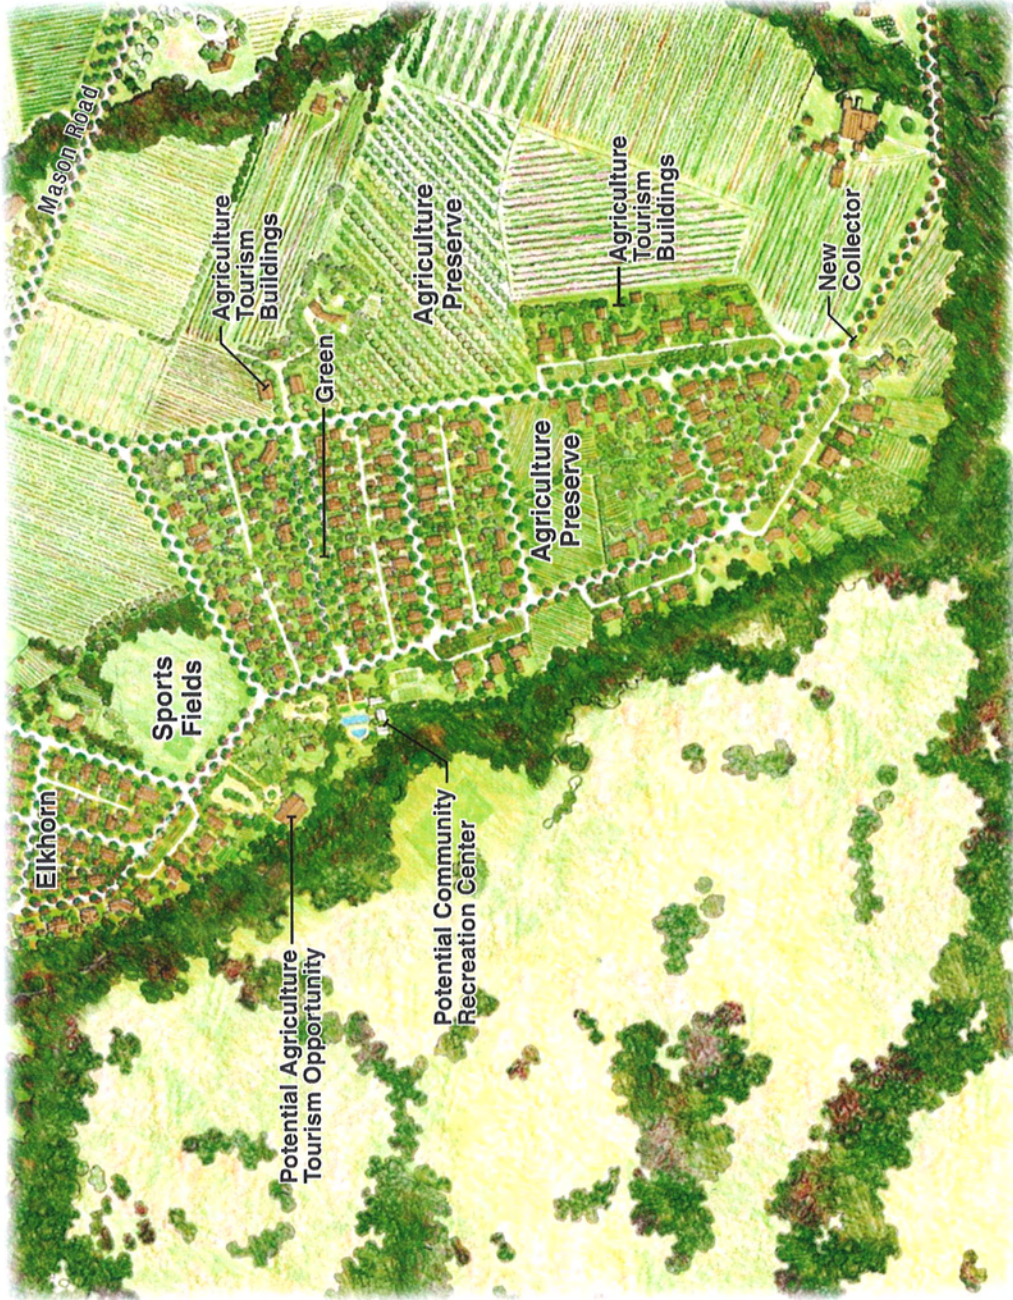 Elkhorn
Sports
Fields
Mason Road
Agriculture
Tourism
Buildings
Green
Potential Agriculture
Tourism Opportunity
Potential Community
Recreation Center
Agriculture
Preserve
Agriculture
Preserve
Agriculture
Tourism
Buildings
New
Collector